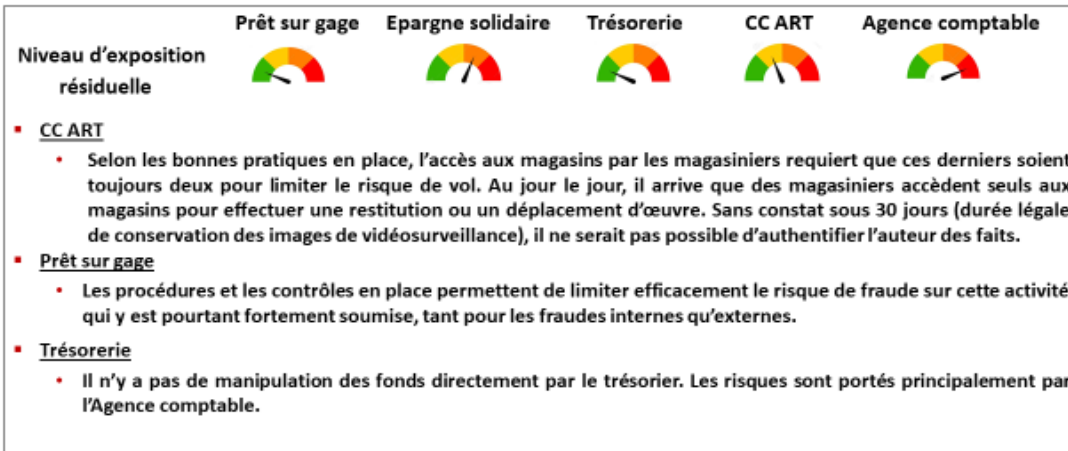 Prêt sur gage Epargne solidaire Trésorerie CC ART Agence comptable
Niveau d'exposition
résiduelle
▪ CC ART
• Selon les bonnes pratiques en place, l'accès aux magasins par les magasiniers requiert que ces derniers soient
toujours deux pour limiter le risque de vol. Au jour le jour, il arrive que des magasiniers accèdent seuls aux
magasins pour effectuer une restitution ou un déplacement d'œuvre. Sans constat sous 30 jours (durée légale
de conservation des images de vidéosurveillance), il ne serait pas possible d'authentifier l'auteur des faits.
▪ Prêt sur gage
• Les procédures et les contrôles en place permettent de limiter efficacement le risque de fraude sur cette activité
qui y est pourtant fortement soumise, tant pour les fraudes internes qu'externes.
▪ Trésorerie
• Il n'y a pas de manipulation des fonds directement par le trésorier. Les risques sont portés principalement par
l'Agence comptable.